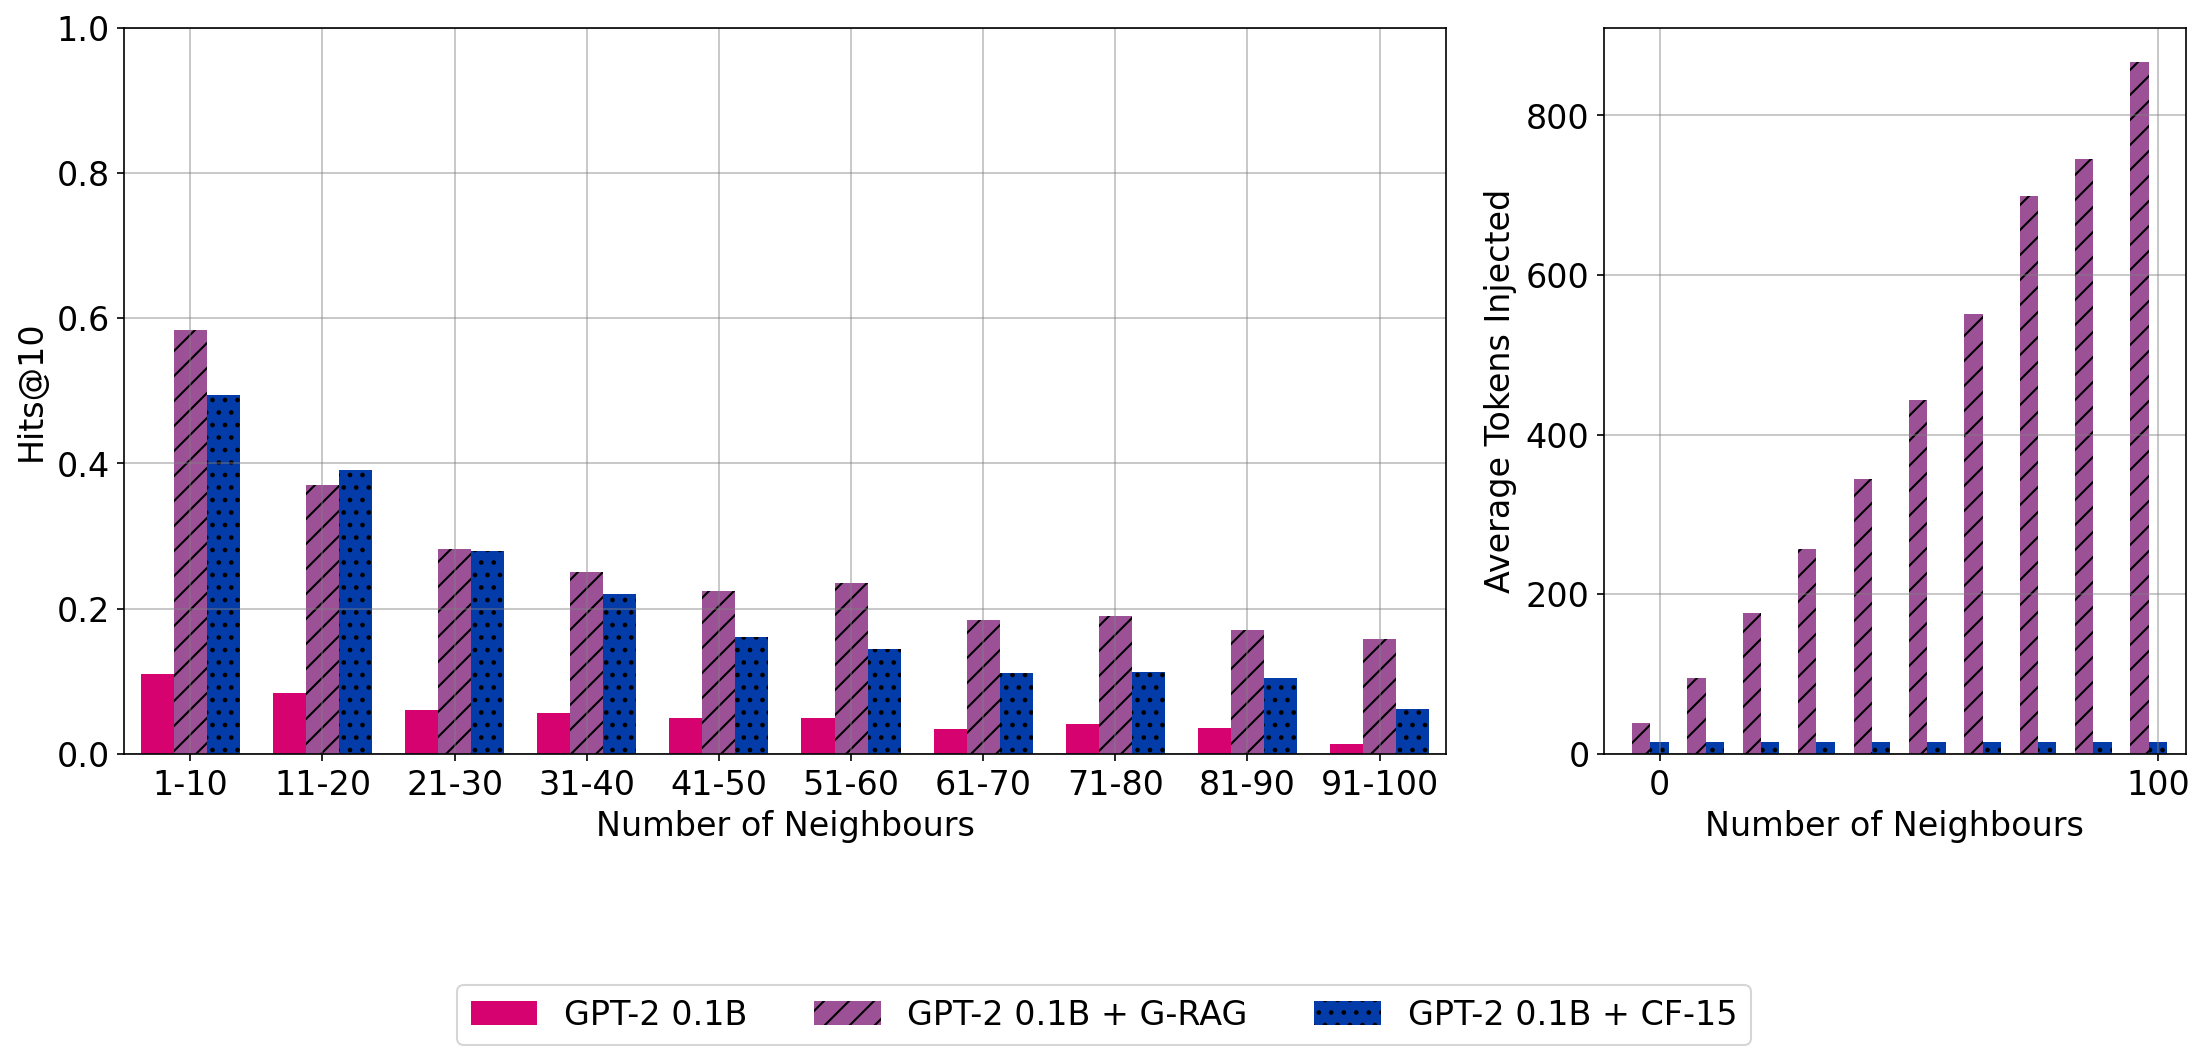 1.0
0.8
0.6
0.4
0.2
0.0
Hits@10
1-10 11-20 21-30 31-40 41-50 51-60 61-70 71-80 81-90 91-100
Number of Neighbours
800
600
400
200
0
Average Tokens Injected
0 100
Number of Neighbours
GPT-2 0.1B GPT-2 0.1B + G-RAG GPT-2 0.1B + CF-15